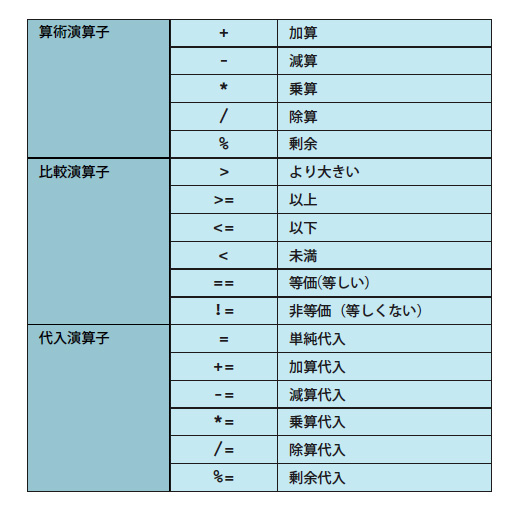 算術演算子 + 加算
- 減算
* 乗算
/ 除算
% 剰余
比較演算子 > より大きい
>= 以上
<= 以下
< 未満
== 等価(等しい)
!= 非等価（等しくない）
代入演算子 = 単純代入
+= 加算代入
-= 減算代入
*= 乗算代入
/= 除算代入
%= 剰余代入